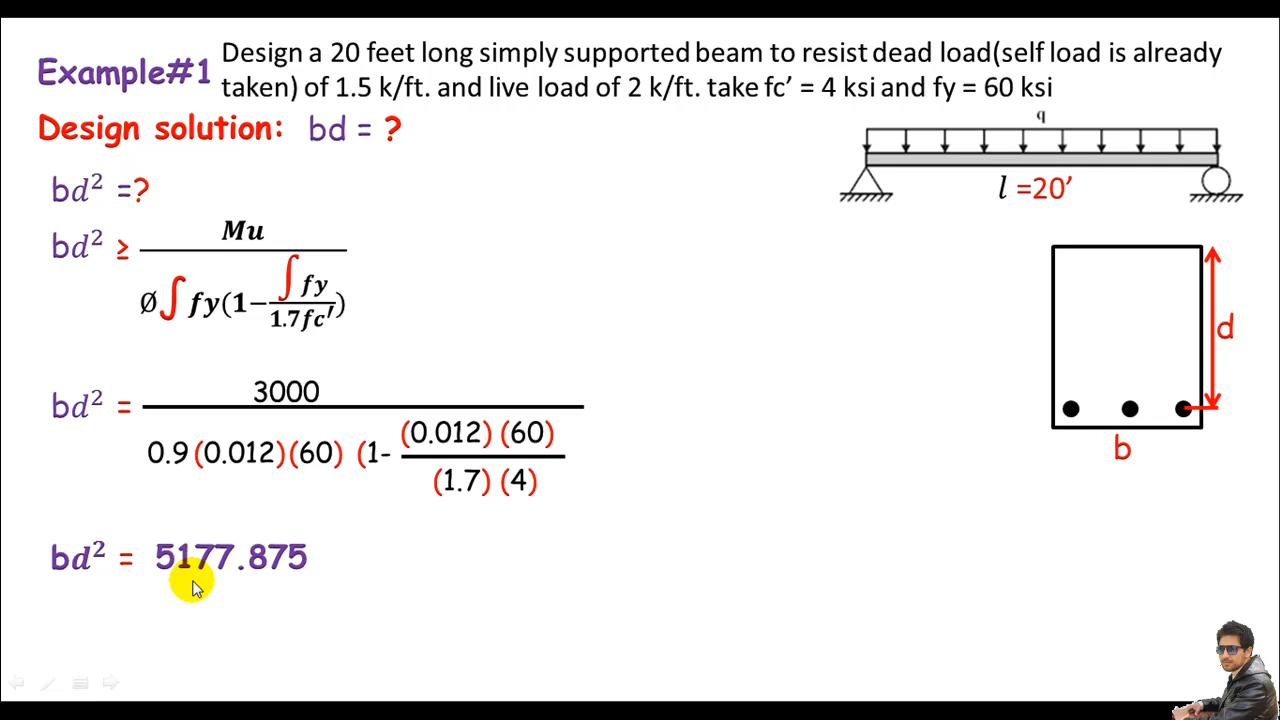 Example#1 Design a 20 feet long simply supported beam to resist dead load(self load is already
taken) of 1.5 k/ft. and live load of 2 k/ft. take fc’ = 4 ksi and fy = 60 ksi
Design solution: bd = ?
q
l =20’
bd² =?
bd² ≥ Mu
Ø∫fy(1−∫fy
1.7fc′)
d
b
bd² = 3000
0.9 (0.012)(60) (1- (0.012) (60)
(1.7) (4)
bd² = 5177.875